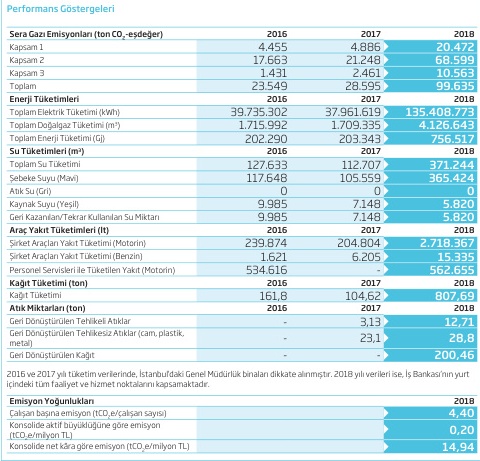 Performans Göstergeleri
Sera Gazı Emisyonları (ton CO₂-eşdeğer) 2016 2017 2018
Kapsam 1 4.455 4.886 20.472
Kapsam 2 17.663 21.248 68.599
Kapsam 3 1.431 2.461 10.563
Toplam 23.549 28.595 99.635
Enerji Tüketimleri 2016 2017 2018
Toplam Elektrik Tüketimi (kWh) 39.735.302 37.961.619 135.408.773
Toplam Doğalgaz Tüketimi (m³) 1.715.992 1.709.335 4.126.643
Toplam Enerji Tüketimi (Gj) 202.290 203.343 756.517
Su Tüketimleri (m³) 2016 2017 2018
Toplam Su Tüketimi 127.633 112.707 371.244
Şebeke Suyu (Mavi) 117.648 105.559 365.424
Atık Su (Gri) 0 0 0
Kaynak Suyu (Yeşil) 9.985 7.148 5.820
Geri Kazanılan/Tekrar Kullanılan Su Miktarı 9.985 7.148 5.820
Araç Yakıt Tüketimleri (lt) 2016 2017 2018
Şirket Araçları Yakıt Tüketimi (Motorin) 239.874 204.804 2.718.367
Şirket Araçları Yakıt Tüketimi (Benzin) 1.621 6.205 15.335
Personel Servisleri ile Tüketilen Yakıt (Motorin) 534.616 - 562.655
Kağıt Tüketimi (ton) 2016 2017 2018
Kağıt Tüketimi 161,8 104,62 807,69
Atık Miktarları (ton) 2016 2017 2018
Geri Dönüştürülen Tehlikeli Atıklar - 3,13 12,71
Geri Dönüştürülen Tehlikesiz Atıklar (cam, plastik,
metal) - 23,1 28,8
Geri Dönüştürülen Kağıt - - 200,46
2016 ve 2017 yılı tüketim verilerinde, İstanbul'daki Genel Müdürlük binaları dikkate alınmıştır. 2018 yılı verileri ise, İş Bankası'nın yurt
içindeki tüm faaliyet ve hizmet noktalarını kapsamaktadır.
Emisyon Yoğunlukları 2018
Çalışan başına emisyon (tCO₂e/çalışan sayısı) 4,40
Konsolide aktif büyüklüğüne göre emisyon
(tCO₂e/milyon TL) 0,20
Konsolide net kâra göre emisyon (tCO₂e/milyon TL) 14,94